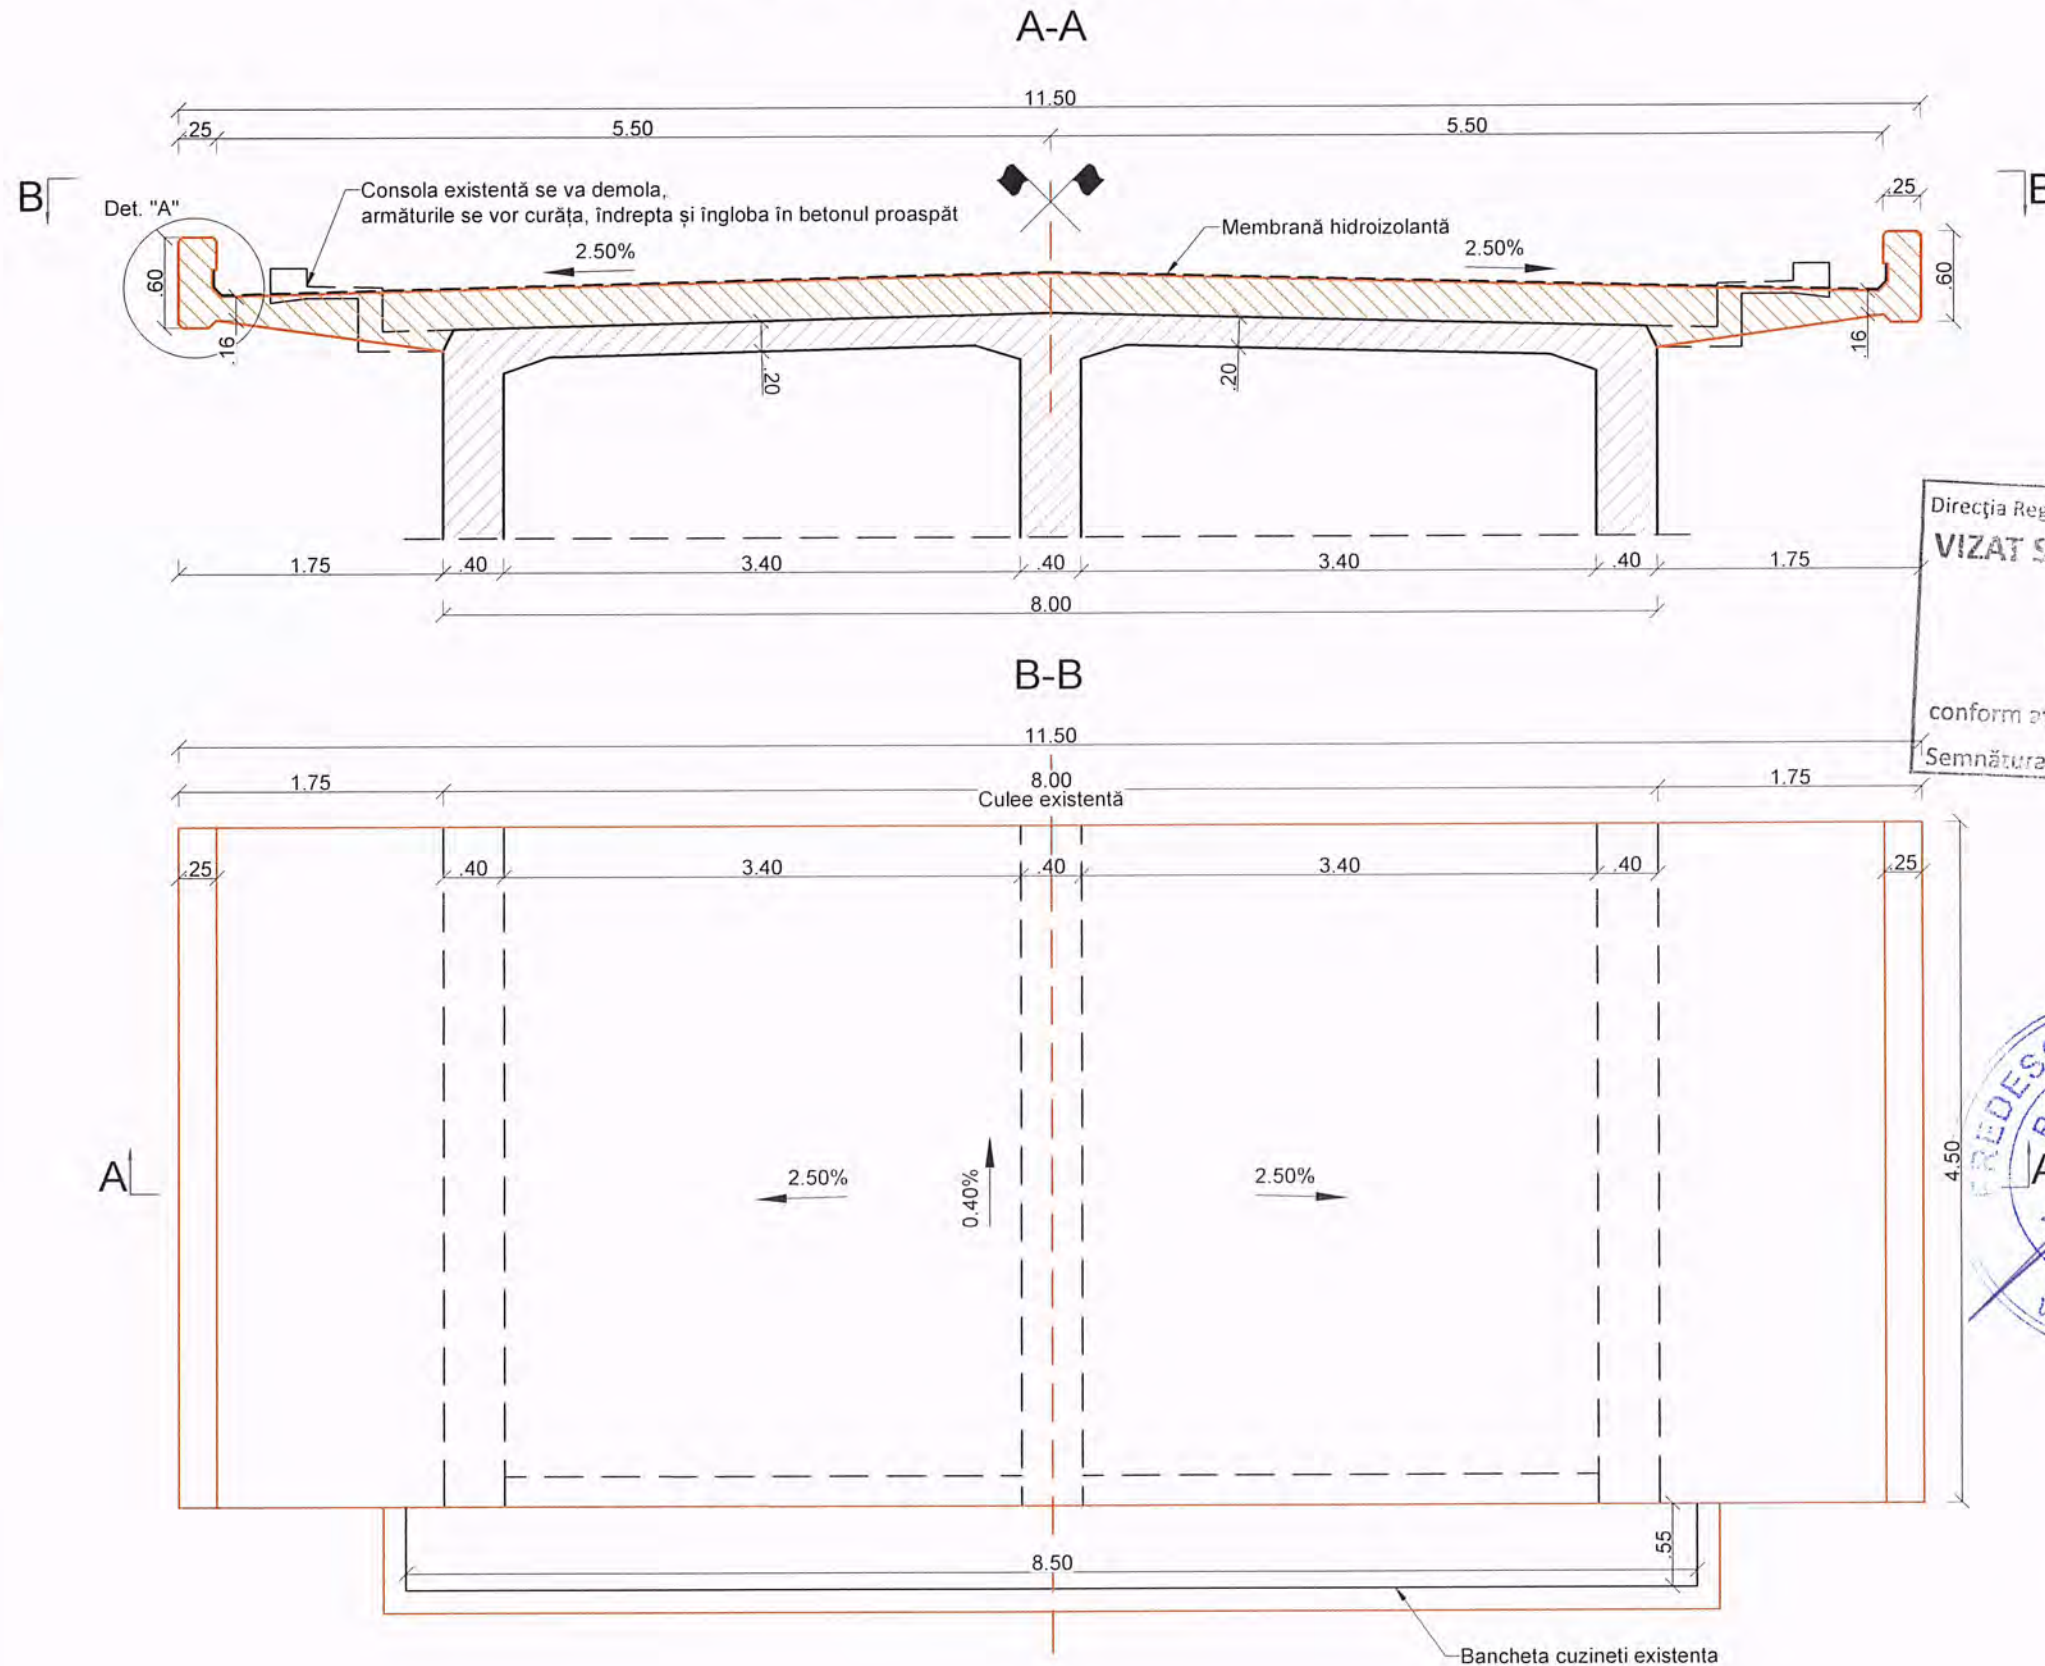 A-A
11.50
.25
5.50
5.50
B
Det. "A"
Consola existentă se va demola,
armăturile se vor curăța, îndrepta și îngloba în betonul proaspăt
2.50%
Membrană hidroizolantă
2.50%
.25
.60
.60
.16
.20
.20
.16
1.75
.40
3.40
.40
3.40
.40
1.75
8.00
Direcția Reg
VIZAT
conform
Semnătura
B-B
11.50
1.75
8.00
1.75
Culee existentă
.25
.40
3.40
.40
3.40
.40
.25
A
2.50%
0.40%
2.50%
4.50
A
.55
8.50
Bancheta cuzineti existenta